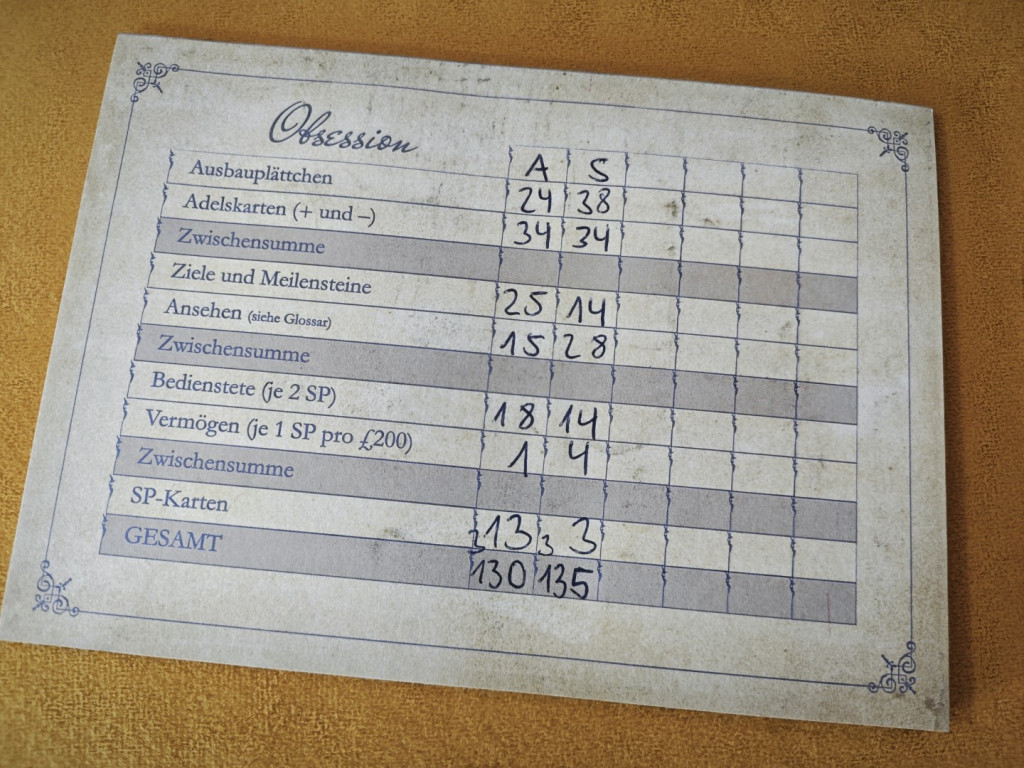 Obsession
A S
Ausbauplättchen 24 38
Adelskarten (+ und –) 34 34
Zwischensumme
Ziele und Meilensteine 25 14
Ansehen (siehe Glossar) 15 28
Zwischensumme
Bedienstete (je 2 SP) 18 14
Vermögen (je 1 SP pro £200) 1 4
Zwischensumme
SP-Karten 3 13 3 3
GESAMT 130 135